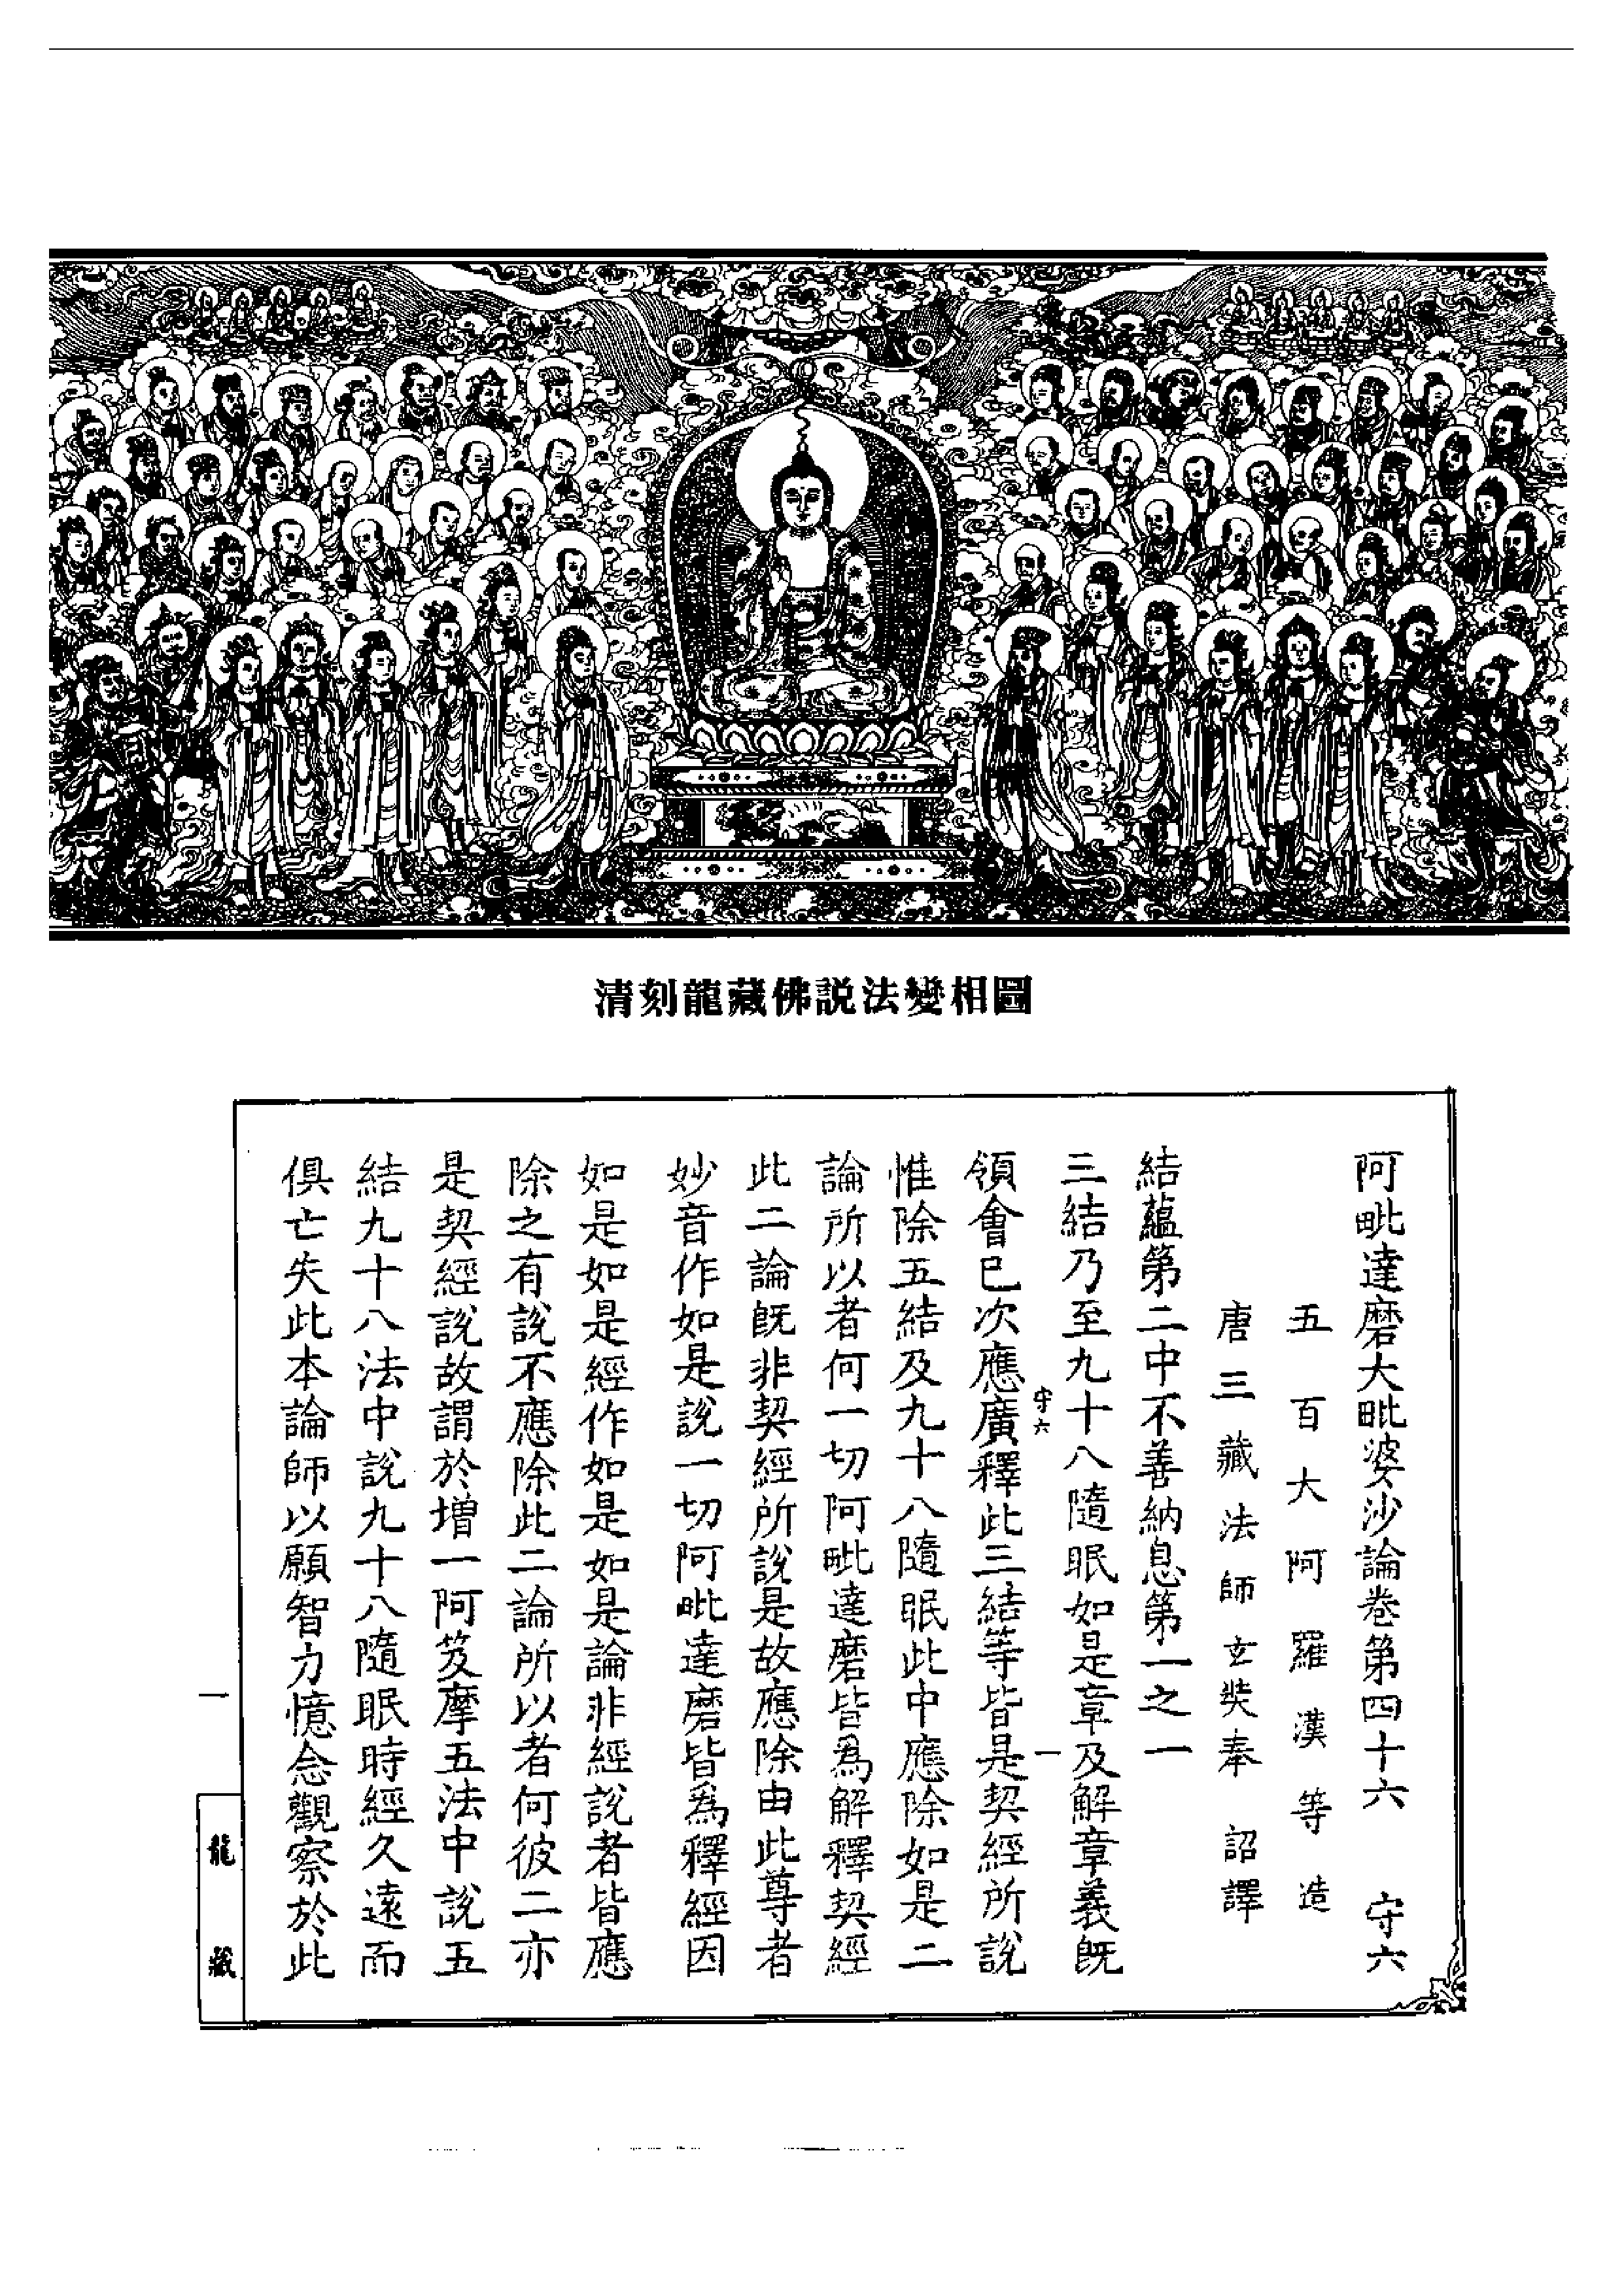 清刻龍藏佛説法變相圖
阿毗達磨大毗婆沙論卷第四十六 守六
五百大阿羅漢等造
唐三藏法師玄奘奉 詔譯
結蘊第二中不善納息第一之一
三結乃至九十八隨眠如是章及解章義既
守六 一
領會已次應廣釋此三結等皆是契經所說
惟除五結及九十八隨眠此中應除如是二
論所以者何一切阿毗達磨皆爲解釋契經
此二論既非契經所說是故應除由此尊者
妙音作如是說一切阿毗達磨皆爲釋經因
如是如是經作如是如是論非經說者皆應
除之有說不應除此二論所以者何彼二亦
是契經說故謂於增一阿笈摩五法中說五
結九十八法中說九十八隨眠時經久遠而
俱亡失此本論師以願智力憶念觀察於此
一
龍藏